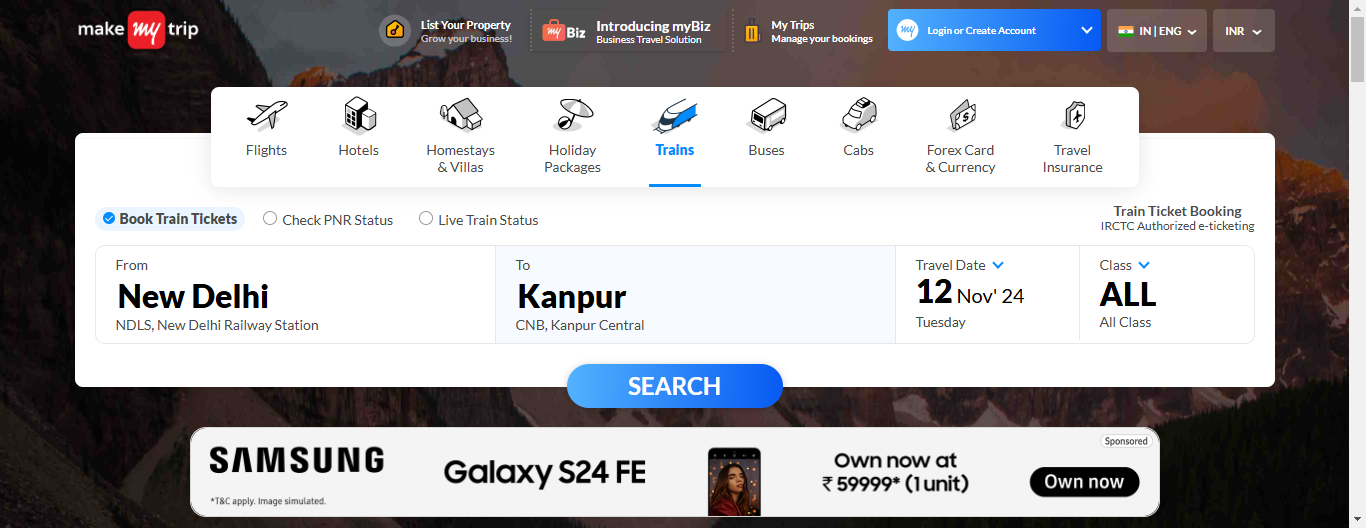 make my trip
List Your Property
Grow your business!
my Biz
Introducing myBiz
Business Travel Solution
My Trips
Manage your bookings
my
Login or Create Account
IN | ENG
INR
Flights
Hotels
Homestays
& Villas
Holiday
Packages
Trains
Buses
Cabs
Forex Card
& Currency
Travel
Insurance
Book Train Tickets
Check PNR Status
Live Train Status
Train Ticket Booking
IRCTC Authorized e-ticketing
From
New Delhi
NDLS, New Delhi Railway Station
To
Kanpur
CNB, Kanpur Central
Travel Date
12 Nov' 24
Tuesday
Class
ALL
All Class
SEARCH
Sponsored
SAMSUNG
*T&C apply. Image simulated.
Galaxy S24 FE
Own now at
₹ 59999* (1 unit)
Own now